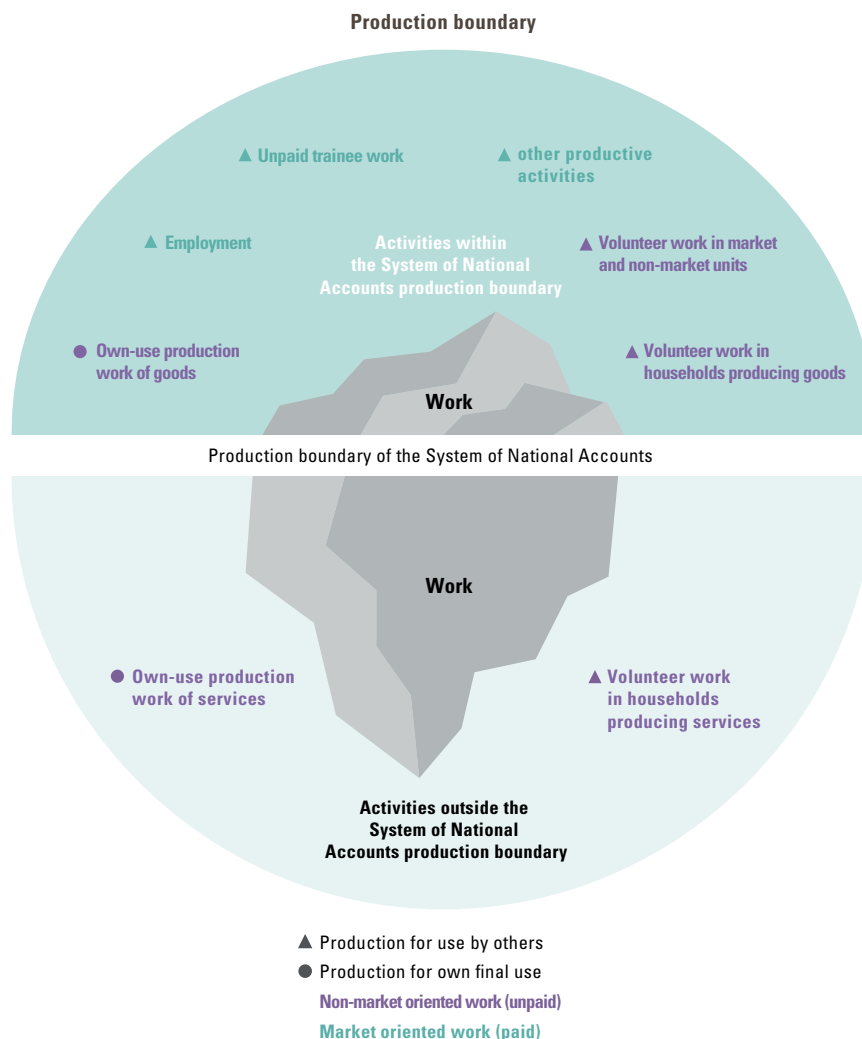 Production boundary
Unpaid trainee work
other productive
activities
Employment
Activities within
the System of National
Accounts production boundary
Volunteer work in market
and non-market units
Own-use production
work of goods
Volunteer work in
households producing goods
Work
Production boundary of the System of National Accounts
Work
Own-use production
work of services
Volunteer work
in households
producing services
Activities outside the
System of National
Accounts production boundary
Production for use by others
Production for own final use
Non-market oriented work (unpaid)
Market oriented work (paid)